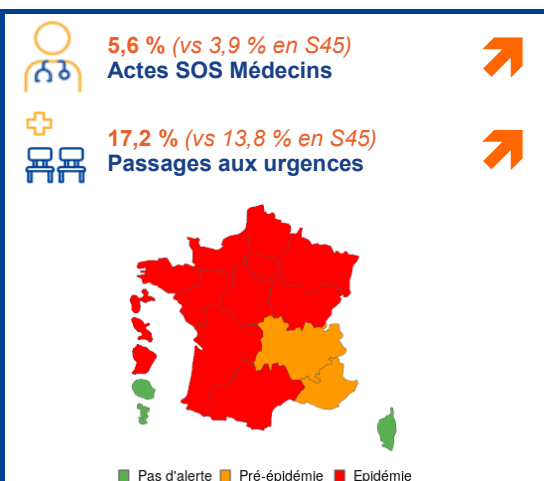 5,6 % (vs 3,9 % en S45)
Actes SOS Médecins
17,2 % (vs 13,8 % en S45)
Passages aux urgences
Pas d'alerte Pré-épidémie Epidémie